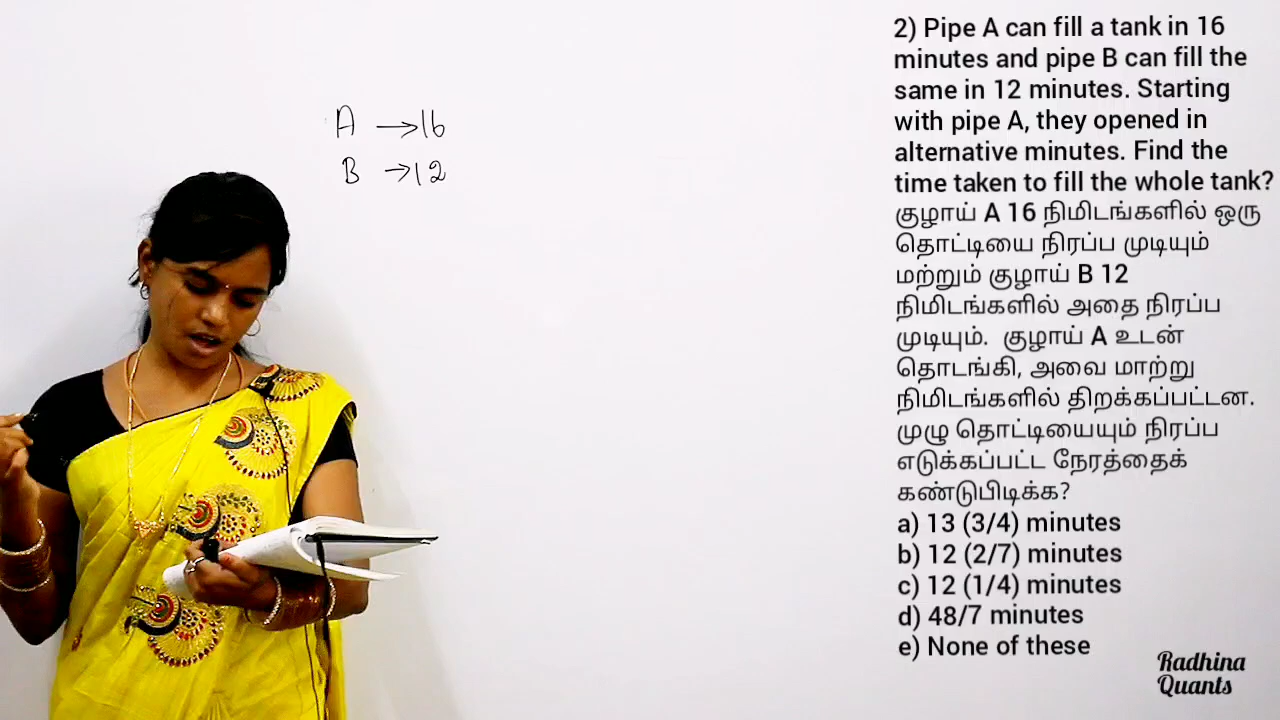 A →16
B →12
2) Pipe A can fill a tank in 16
minutes and pipe B can fill the
same in 12 minutes. Starting
with pipe A, they opened in
alternative minutes. Find the
time taken to fill the whole tank?
குழாய் A 16 நிமிடங்களில் ஒரு
தொட்டியை நிரப்ப முடியும்
மற்றும் குழாய் B 12
நிமிடங்களில் அதை நிரப்ப
முடியும். குழாய் A உடன்
தொடங்கி, அவை மாற்று
நிமிடங்களில் திறக்கப்பட்டன.
முழு தொட்டியையும் நிரப்ப
எடுக்கப்பட்ட நேரத்தைக்
கண்டுபிடிக்க?
a) 13 (3/4) minutes
b) 12 (2/7) minutes
c) 12 (1/4) minutes
d) 48/7 minutes
e) None of these
Radhina
Quants